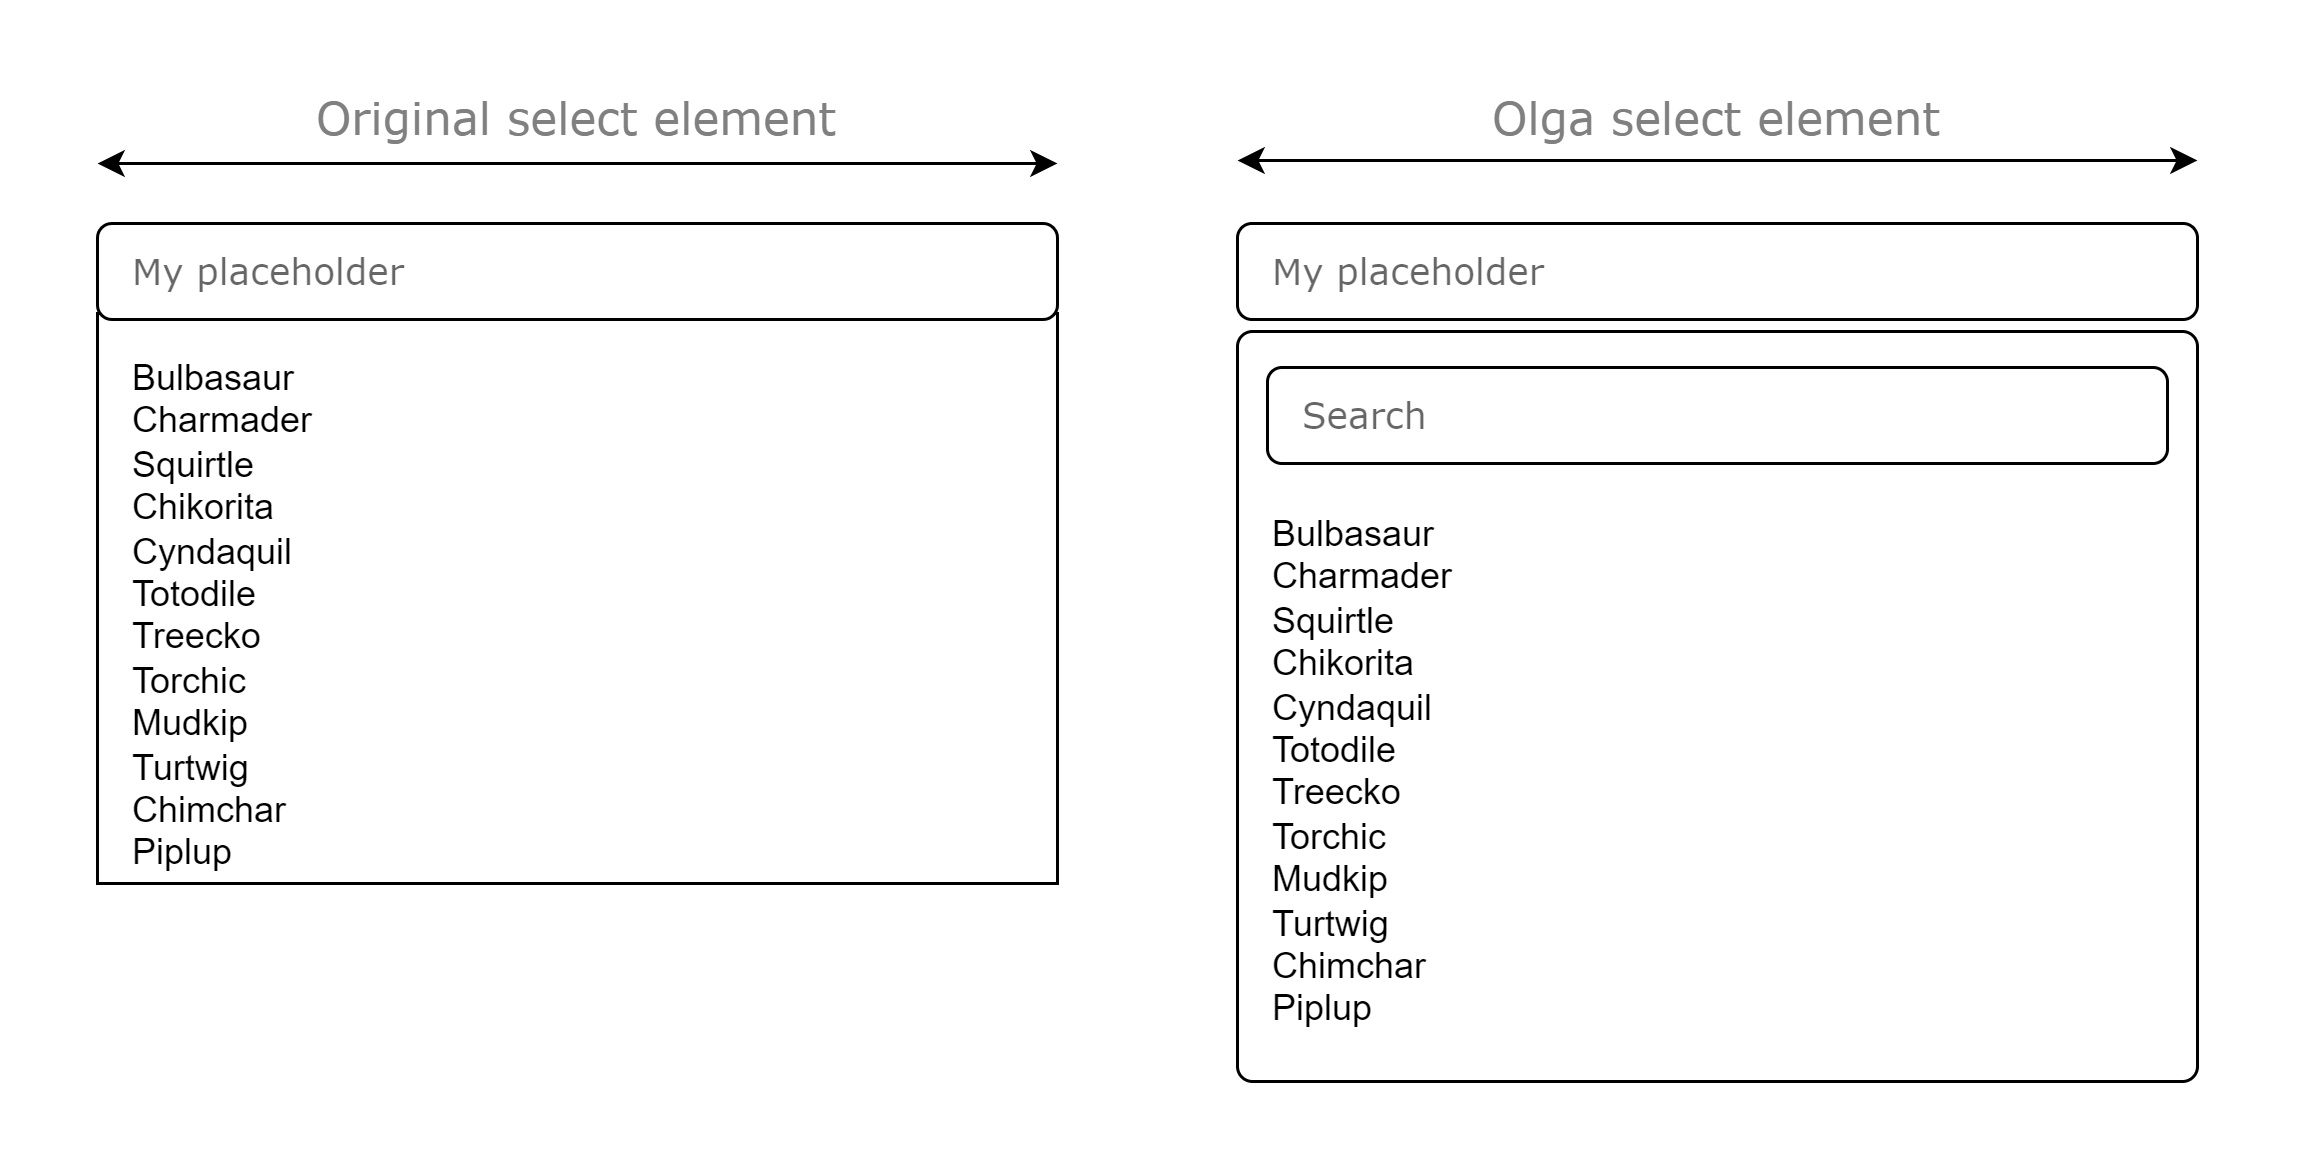 Original select element
My placeholder
Bulbasaur
Charmader
Squirtle
Chikorita
Cyndaquil
Totodile
Treecko
Torchic
Mudkip
Turtwig
Chimchar
Piplup
Olga select element
My placeholder
Search
Bulbasaur
Charmader
Squirtle
Chikorita
Cyndaquil
Totodile
Treecko
Torchic
Mudkip
Turtwig
Chimchar
Piplup